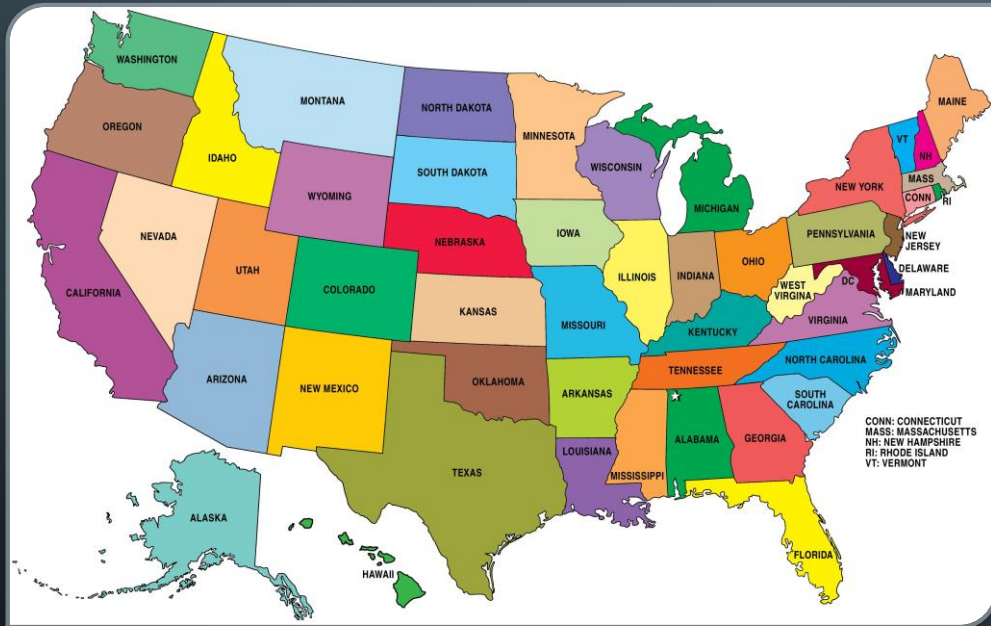 WASHINGTON
OREGON
IDAHO
MONTANA
NORTH DAKOTA
MINNESOTA
SOUTH DAKOTA
WYOMING
WISCONSIN
MICHIGAN
MAINE
VT
NH
MASS
NEW YORK
CONN
RI
NEVADA
UTAH
CALIFORNIA
COLORADO
NEBRASKA
IOWA
ILLINOIS
INDIANA
OHIO
PENNSYLVANIA
NEW
JERSEY
DELAWARE
MARYLAND
DC
WEST
VIRGINA
VIRGINIA
KANSAS
MISSOURI
KENTUCKY
ARIZONA
NEW MEXICO
OKLAHOMA
ARKANSAS
TENNESSEE
NORTH CAROLINA
SOUTH
CAROLINA
TEXAS
LOUISIANA
MISSISSIPPI
ALABAMA
GEORGIA
FLORIDA
ALASKA
HAWAII
CONN: CONNECTICUT
MASS: MASSACHUSETTS
NH: NEW HAMPSHIRE
RI: RHODE ISLAND
VT: VERMONT